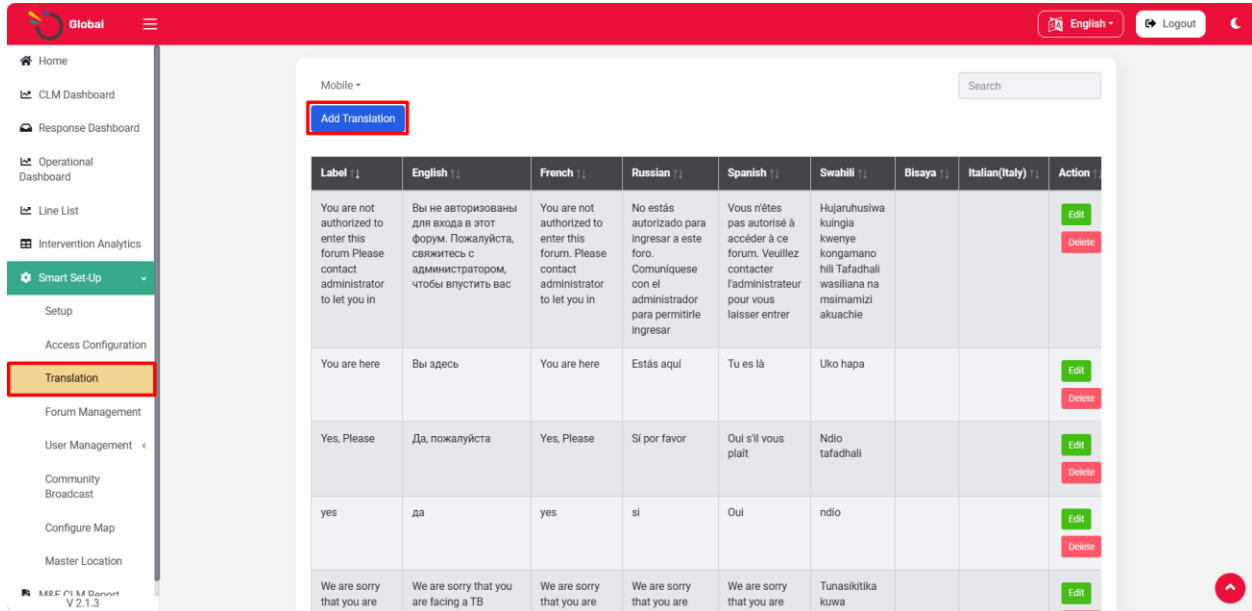 Global
English
Logout
Home
CLM Dashboard
Response Dashboard
Operational
Dashboard
Line List
Intervention Analytics
Smart Set-Up
Setup
Access Configuration
Translation
Forum Management
User Management
Community
Broadcast
Configure Map
Master Location
M&E CLM Report
V 2.1.3
Mobile
Search
Add Translation
Label English French Russian Spanish Swahili Bisaya Italian(Italy) Action
You are not
authorized to
enter this
forum Please
contact
administrator
to let you in
Вы не авторизованы
для входа в этот
форум. Пожалуйста,
свяжитесь с
администратором,
чтобы впустить вас
You are not
authorized to
enter this
forum. Please
contact
administrator
to let you in
No estás
autorizado para
ingresar a este
foro.
Comuníquese
con el
administrador
para permitirle
ingresar
Vous n'êtes
pas autorisé à
accéder à ce
forum. Veuillez
contacter
l'administrateur
pour vous
laisser entrer
Hujaruhusiwa
kuingia
kwenye
kongamano
hili Tafadhali
wasiliana na
msimamizi
akuachie
Edit
Delete
You are here
Вы здесь
You are here
Estás aquí
Tu es là
Uko hapa
Edit
Delete
Yes, Please
Да, пожалуйста
Yes, Please
Sí por favor
Oui s'il vous
plaît
Ndio
tafadhali
Edit
Delete
yes
да
yes
si
Oui
ndio
Edit
Delete
We are sorry
that you are
We are sorry that you
are facing a TB
We are sorry
that you are
We are sorry
that you are
We are sorry
that you are
Tunasikitika
kuwa
Edit